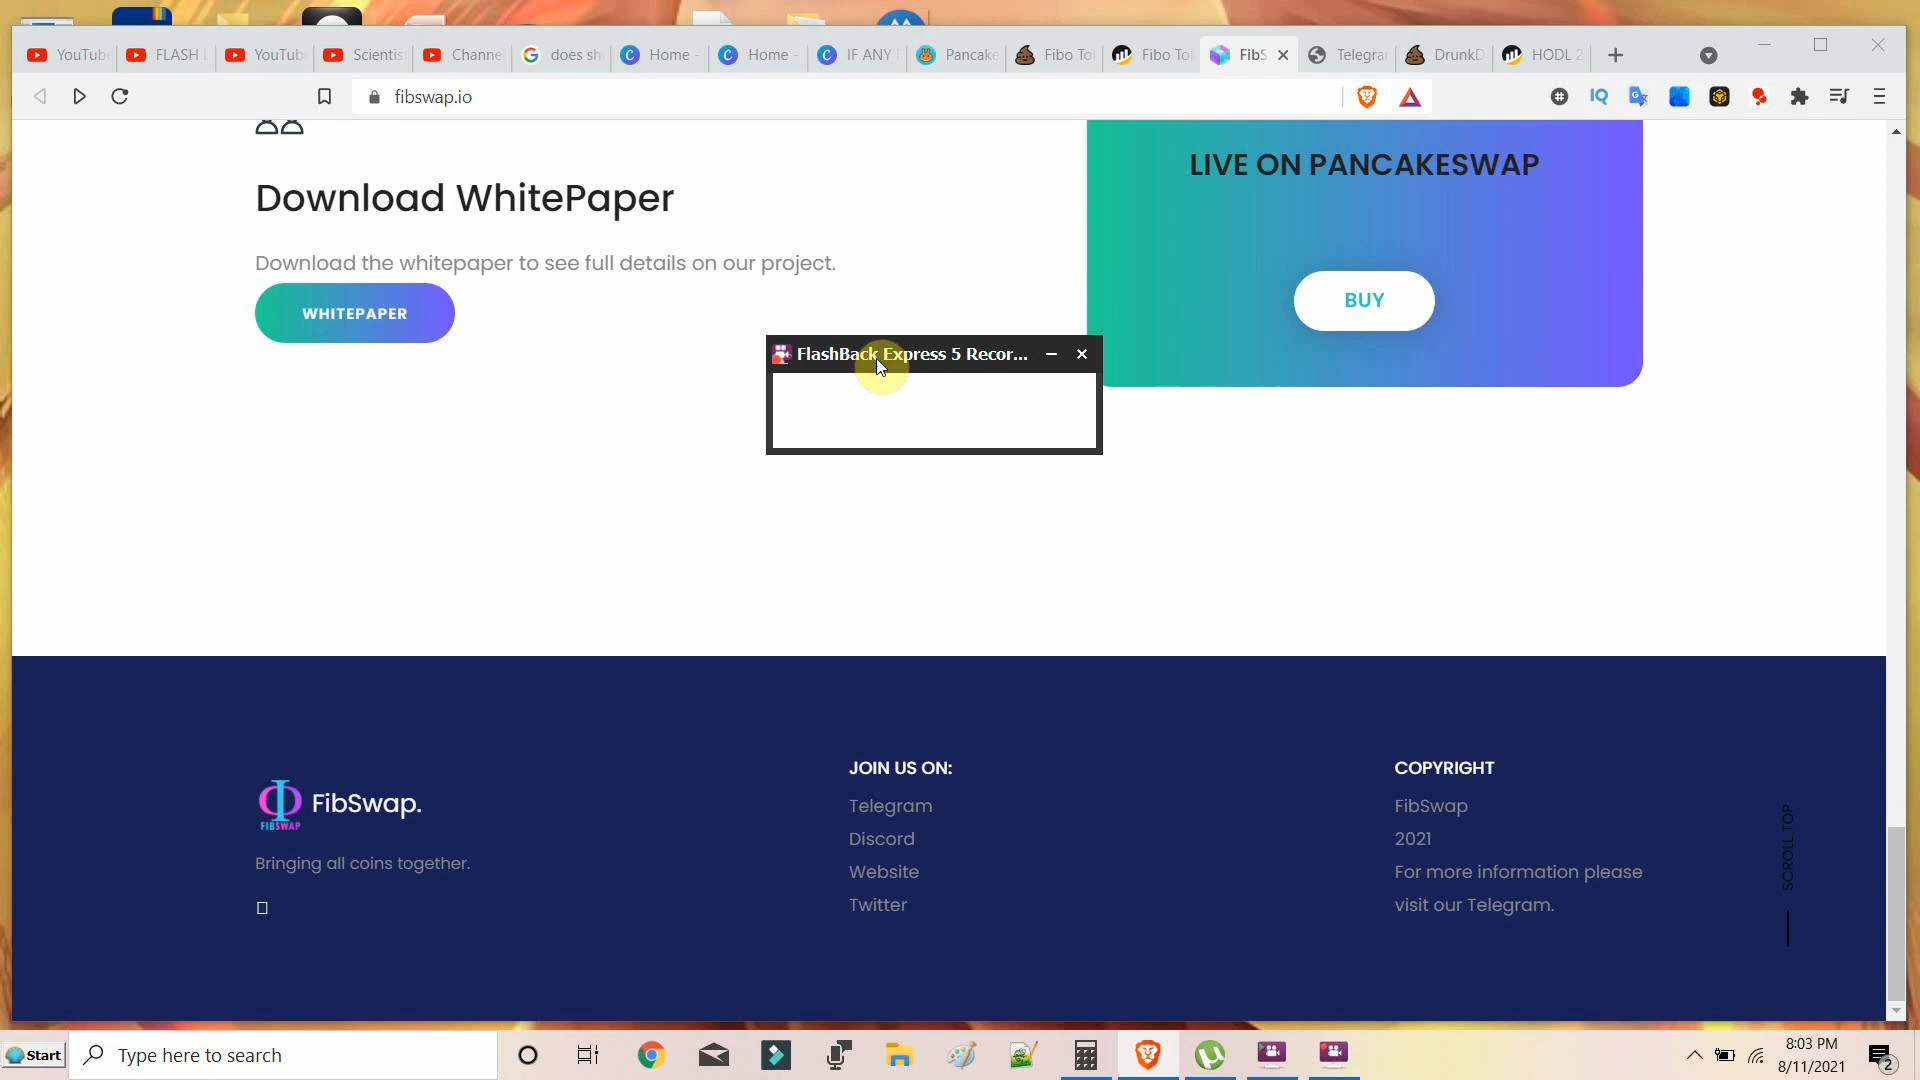 YouTube
FLASH
YouTub
Scientis
Channe
does sh
Home -
Home -
IF ANY
Pancake
Fibo To
Fibo To
FibS
Telegra
DrunkD
HODL 2
fibswap.io
IQ
Download WhitePaper
Download the whitepaper to see full details on our project.
WHITEPAPER
LIVE ON PANCAKESWAP
BUY
FlashBack Express 5 Recor...
FIBSWAP
FibSwap.
Bringing all coins together.
JOIN US ON:
Telegram
Discord
Website
Twitter
COPYRIGHT
FibSwap
2021
For more information please
visit our Telegram.
SCROLL TOP
Start
Type here to search
8:03 PM
8/11/2021
2